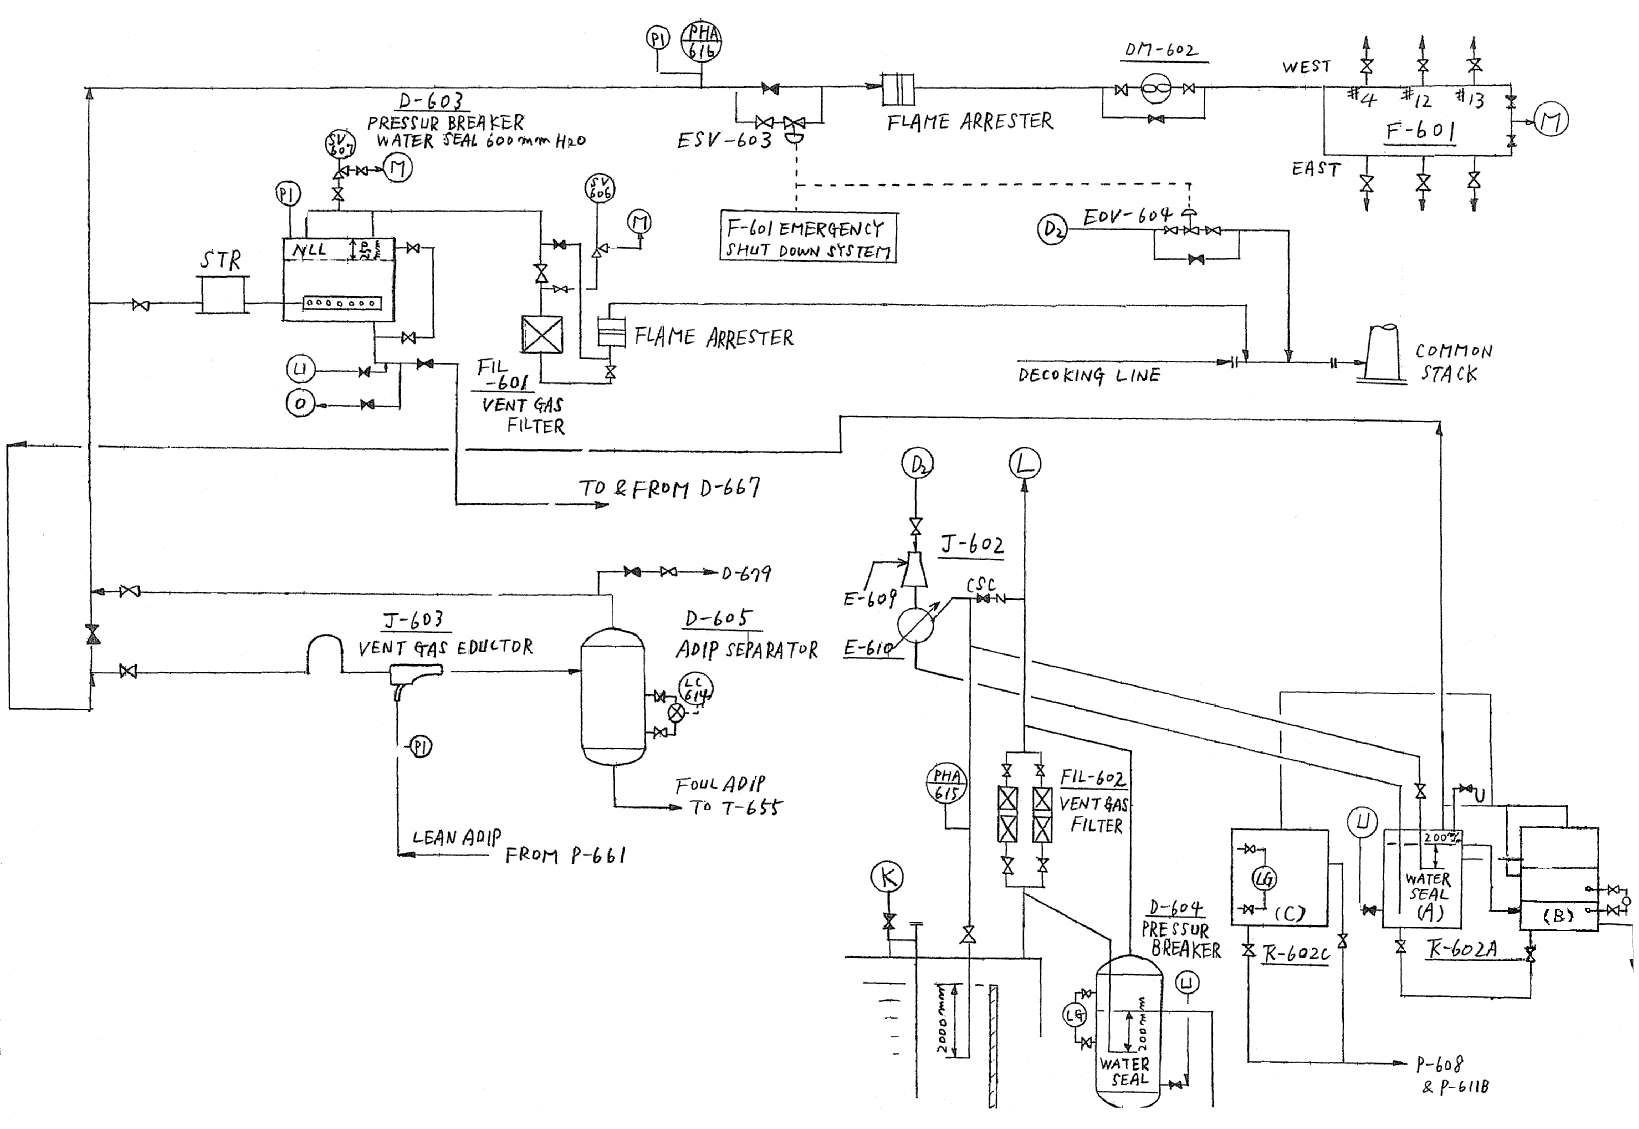 PI
PHA
616
DM-602
WEST
#4
#12
#13
F-601
M
EAST
D-603
PRESSUR BREAKER
WATER SEAL 600mm H2O
FLAME ARRESTER
ESV-603
SV
607
M
PI
SV
606
M
F-601 EMERGENCY
SHUT DOWN SYSTEM
D2
EOV-604
NLL
STR
FLAME ARRESTER
LI
O
FIL
-601
VENT GAS
FILTER
DECOKING LINE
COMMON
STACK
TO & FROM D-667
D2
L
J-602
CSC
E-609
E-610
D-679
J-603
VENT GAS EDUCTOR
D-605
ADIP SEPARATOR
LC
614
PI
FOUL ADIP
TO T-655
LEAN ADIP
FROM P-661
PHA
615
FIL-602
VENT GAS
FILTER
K
LI
U
WATER
SEAL
(A)
LG
(C)
(B)
K-602C
K-602A
D-604
PRESSUR
BREAKER
LI
2000mm
LG
200mm
WATER
SEAL
P-608
& P-611B